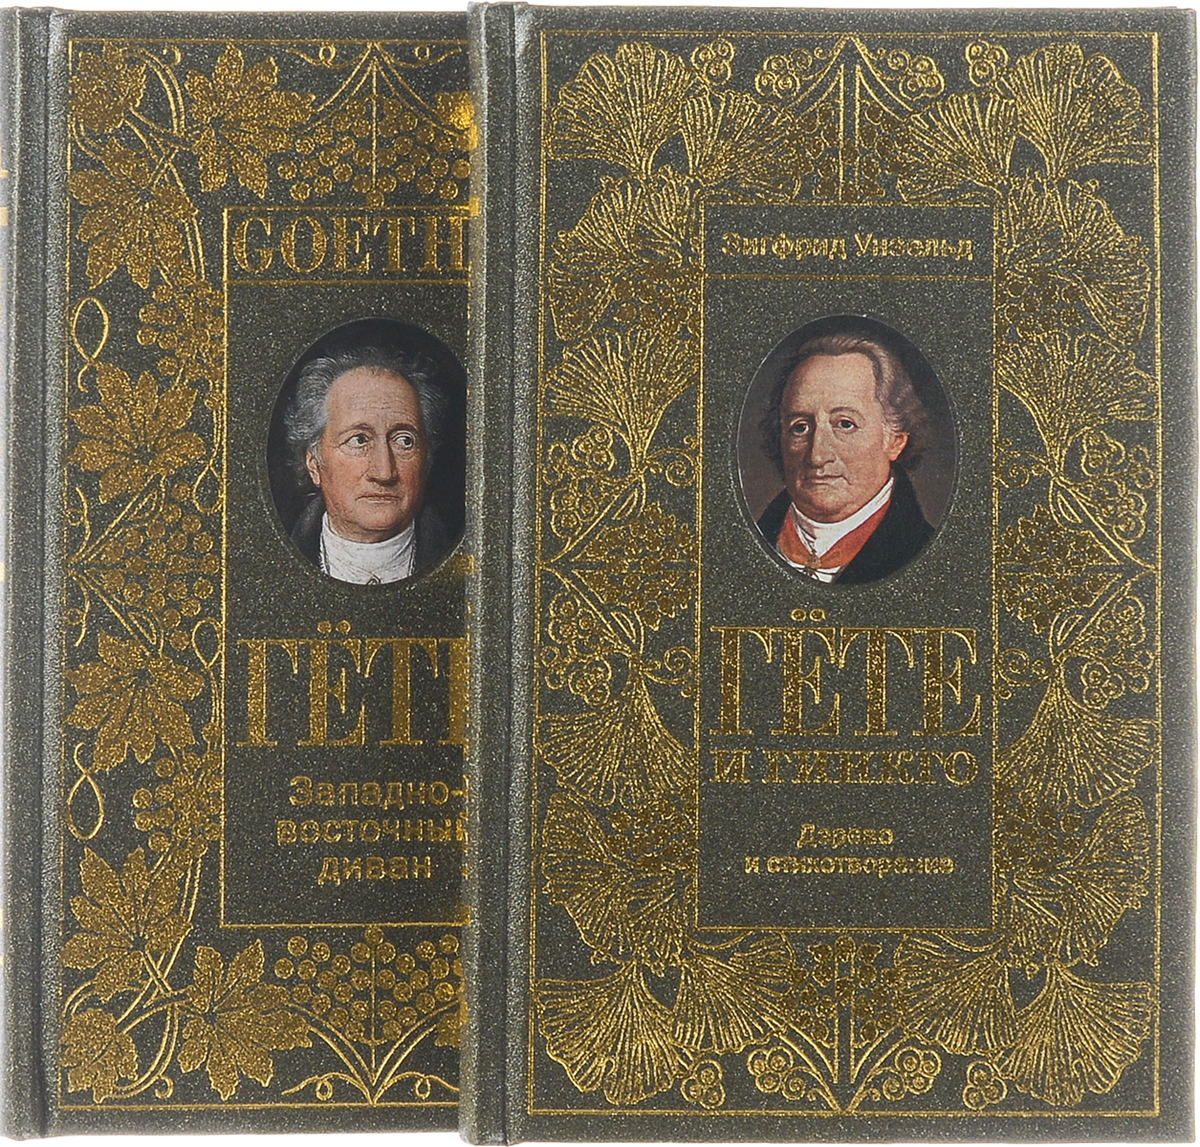 GOETH
ГЁТЕ
Западно-
восточный
диван
Зигфрид Унзельд
ГЁТЕ
И ГИНКГО
Дерево
и стихотворение